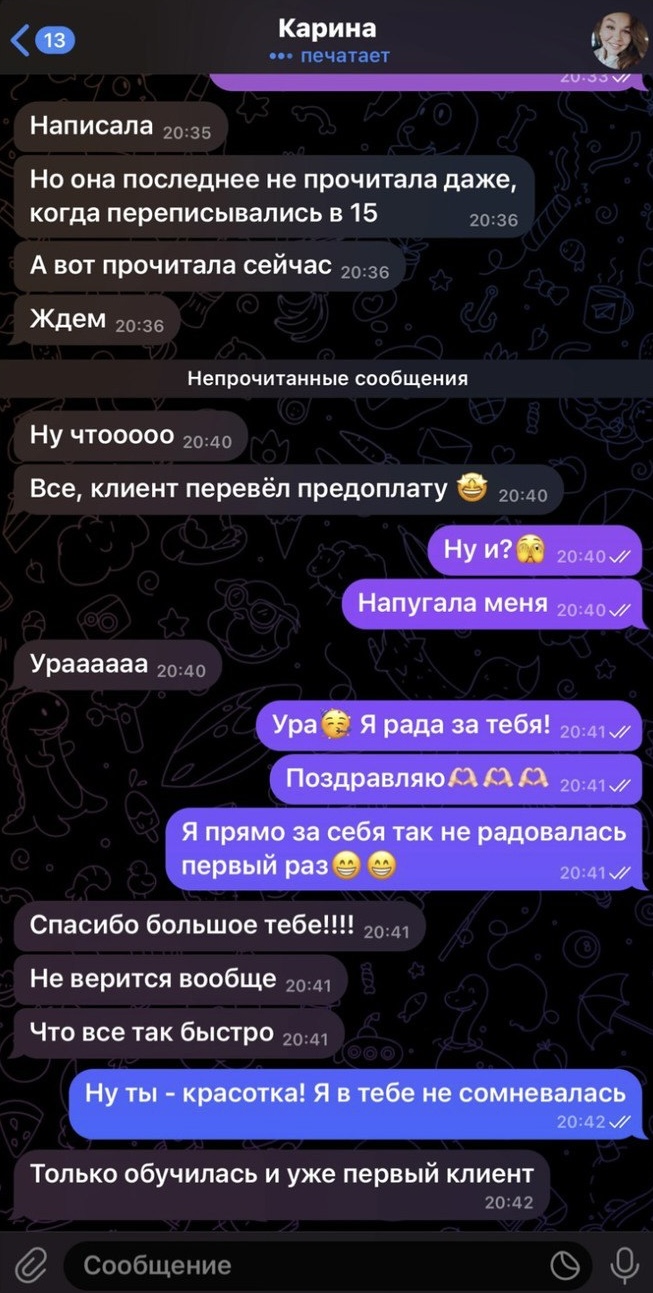 13
Карина
••• печатает
20:33
Написала 20:35
Но она последнее не прочитала даже,
когда переписывались в 15 20:36
А вот прочитала сейчас 20:36
Ждем 20:36
Непрочитанные сообщения
Ну чтооооо 20:40
Все, клиент перевёл предоплату 🤩 20:40
Ну и?🫣 20:40
Напугала меня 20:40
Ураааааа 20:40
Ура🥳 Я рада за тебя! 20:41
Поздравляю🫶🏻🫶🏻🫶🏻 20:41
Я прямо за себя так не радовалась
первый раз😁😁 20:41
Спасибо большое тебе!!!! 20:41
Не верится вообще 20:41
Что все так быстро 20:41
Ну ты - красотка! Я в тебе не сомневалась
20:42
Только обучилась и уже первый клиент
20:42
Сообщение